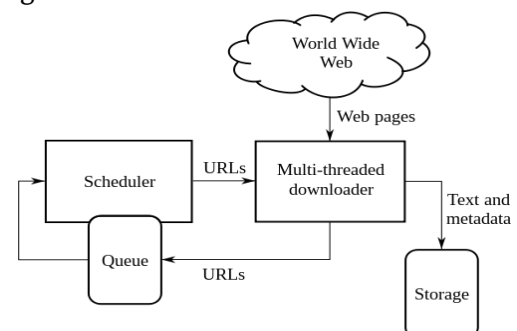 World Wide
Web
Web pages
Scheduler
URLs
Multi-threaded
downloader
Text and
metadata
Queue
URLs
Storage